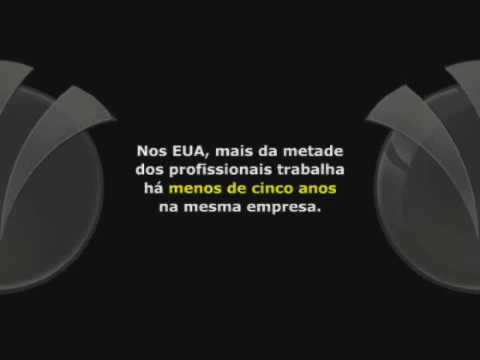 Nos EUA, mais da metade
dos profissionais trabalha
há menos de cinco anos
na mesma empresa.